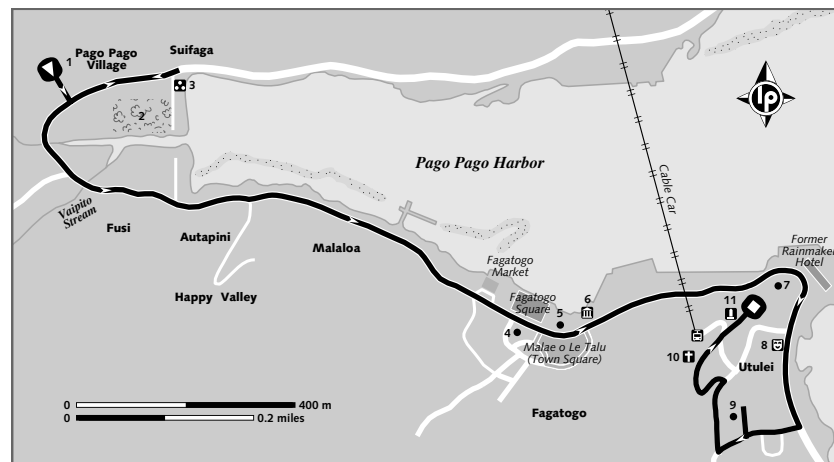 Pago Pago
Village
Suifaga
1
2
3
Pago Pago Harbor
Cable Car
Vaipito
Stream
Fusi
Autapini
Malaloa
Happy Valley
Fagatogo
Market
Fagatogo
Square
4
5
6
Malae o Le Talu
(Town Square)
Fagatogo
Former
Rainmaker
Hotel
7
11
8
10
Utulei
9
lp
0
400 m
0
0.2 miles